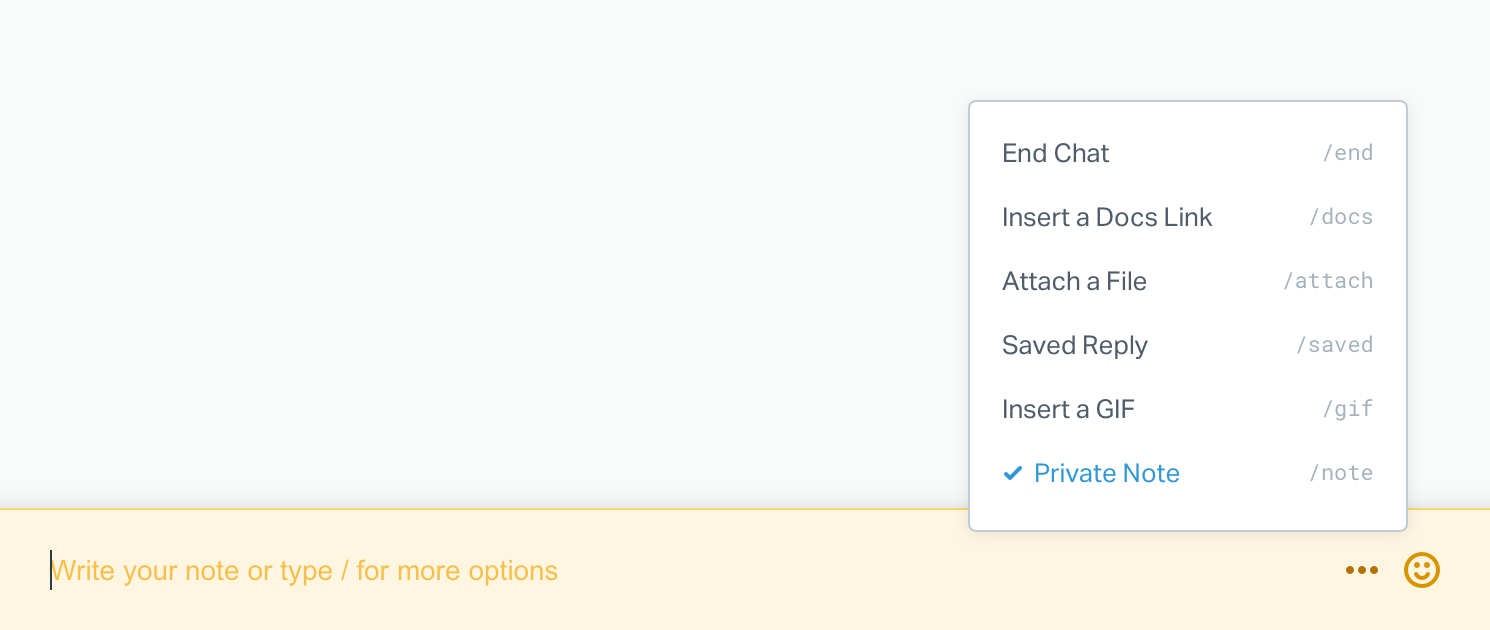 End Chat /end
Insert a Docs Link /docs
Attach a File /attach
Saved Reply /saved
Insert a GIF /gif
Private Note /note
Write your note or type / for more options